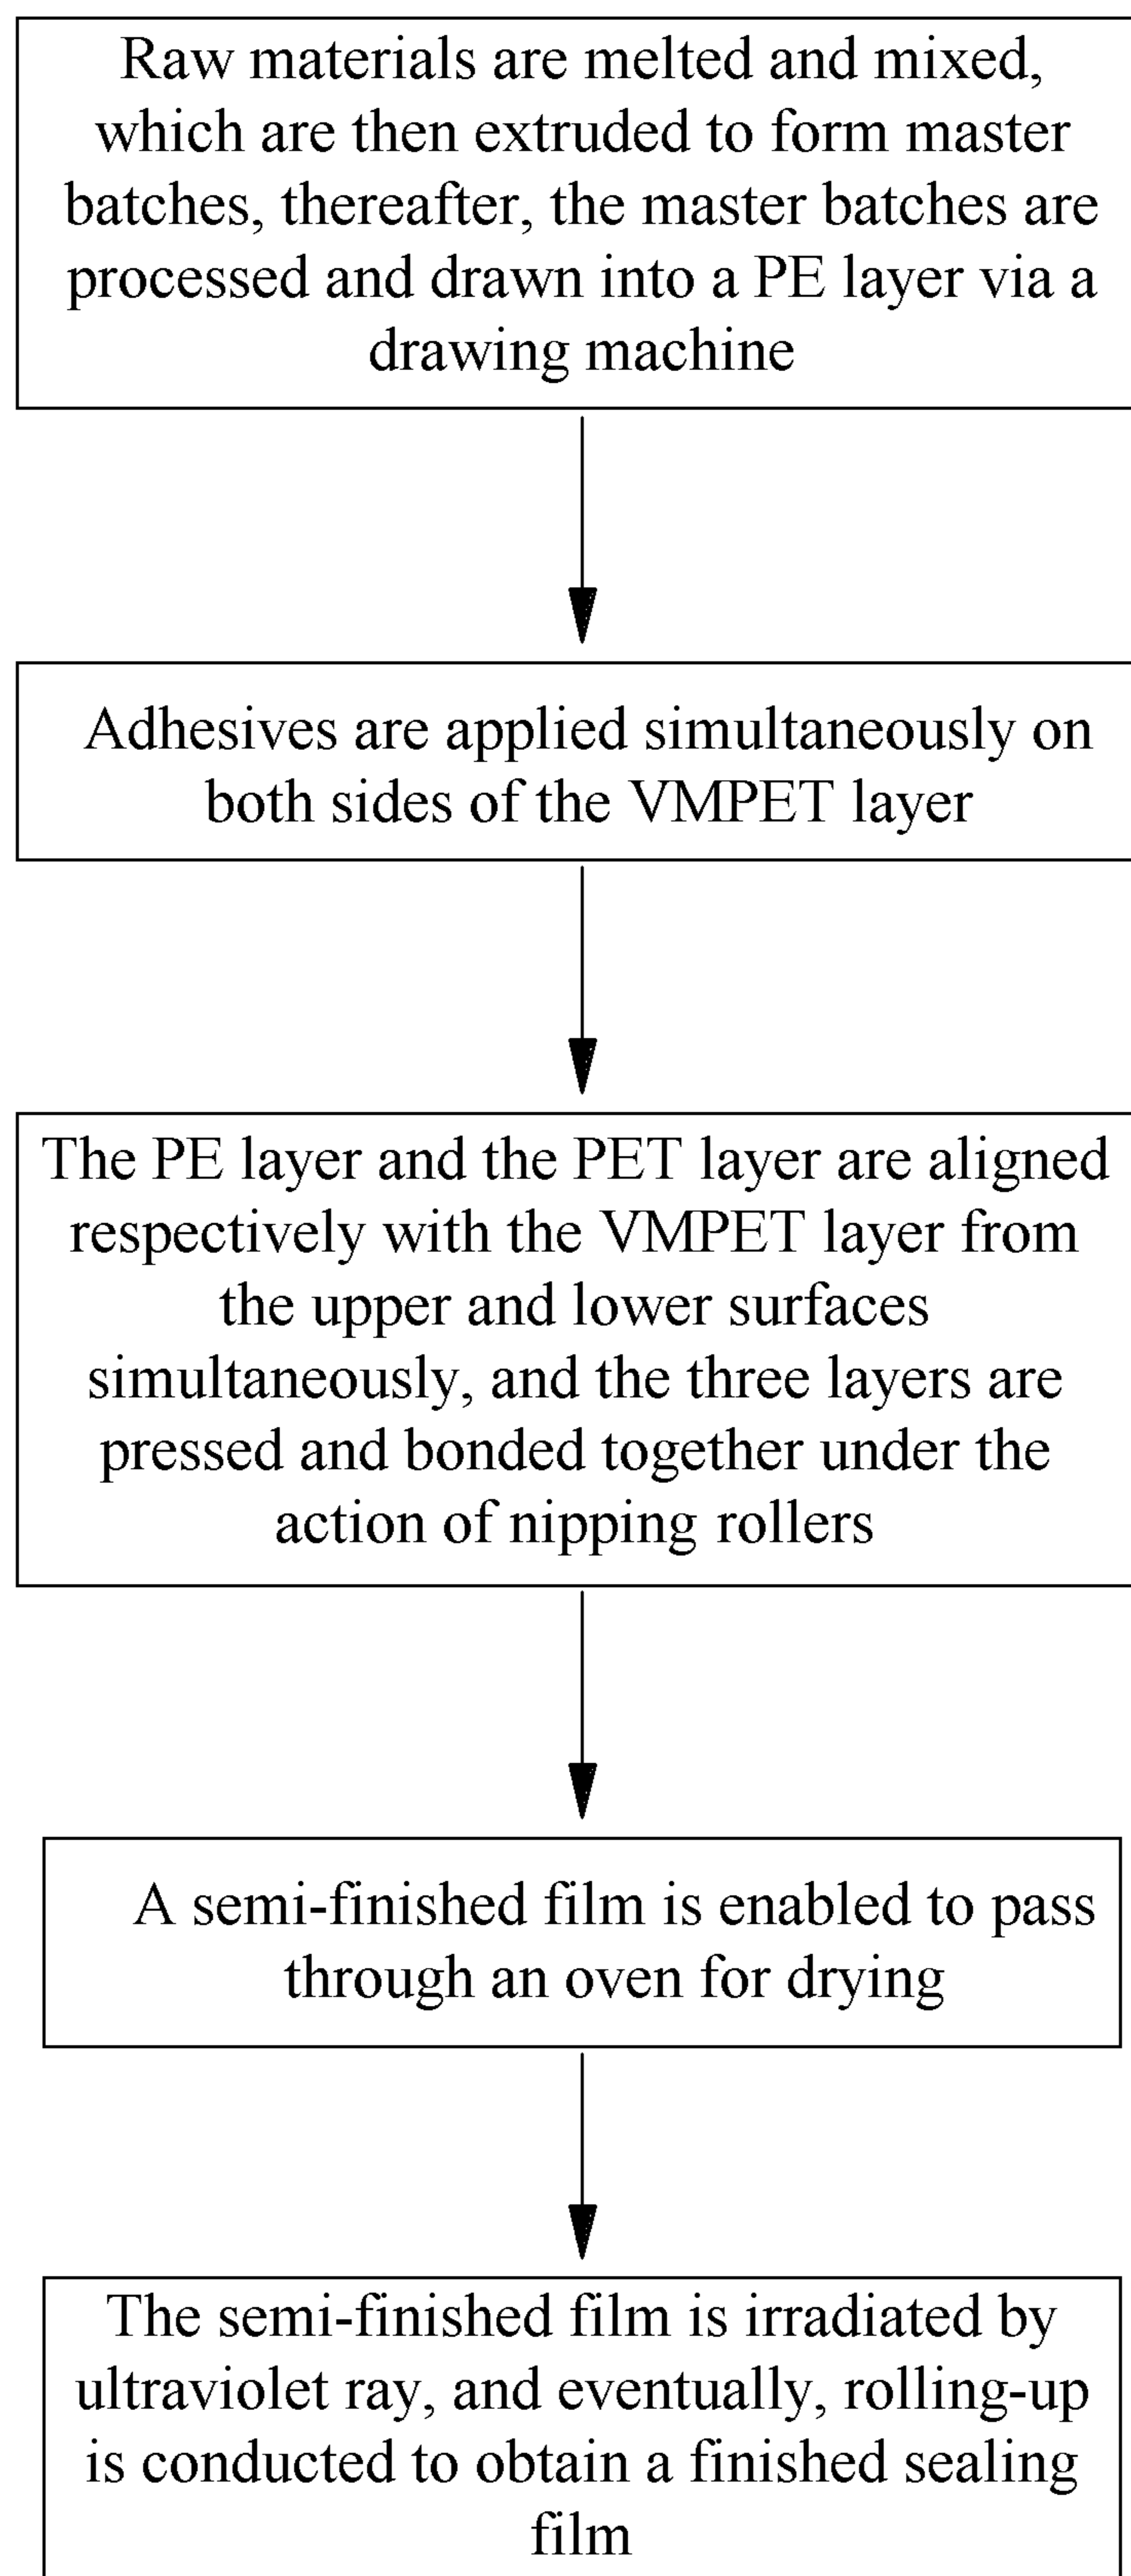 Raw materials are melted and mixed,
which are then extruded to form master
batches, thereafter, the master batches are
processed and drawn into a PE layer via a
drawing machine
Adhesives are applied simultaneously on
both sides of the VMPET layer
The PE layer and the PET layer are aligned
respectively with the VMPET layer from
the upper and lower surfaces
simultaneously, and the three layers are
pressed and bonded together under the
action of nipping rollers
A semi-finished film is enabled to pass
through an oven for drying
The semi-finished film is irradiated by
ultraviolet ray, and eventually, rolling-up
is conducted to obtain a finished sealing
film